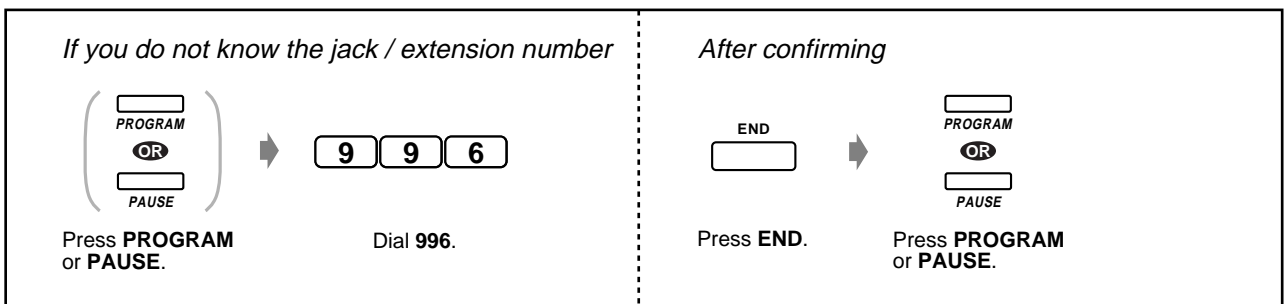 If you do not know the jack / extension number
PROGRAM
OR
PAUSE
9 9 6
Press PROGRAM
or PAUSE.
Dial 996.
After confirming
END
PROGRAM
OR
PAUSE
Press END.
Press PROGRAM
or PAUSE.